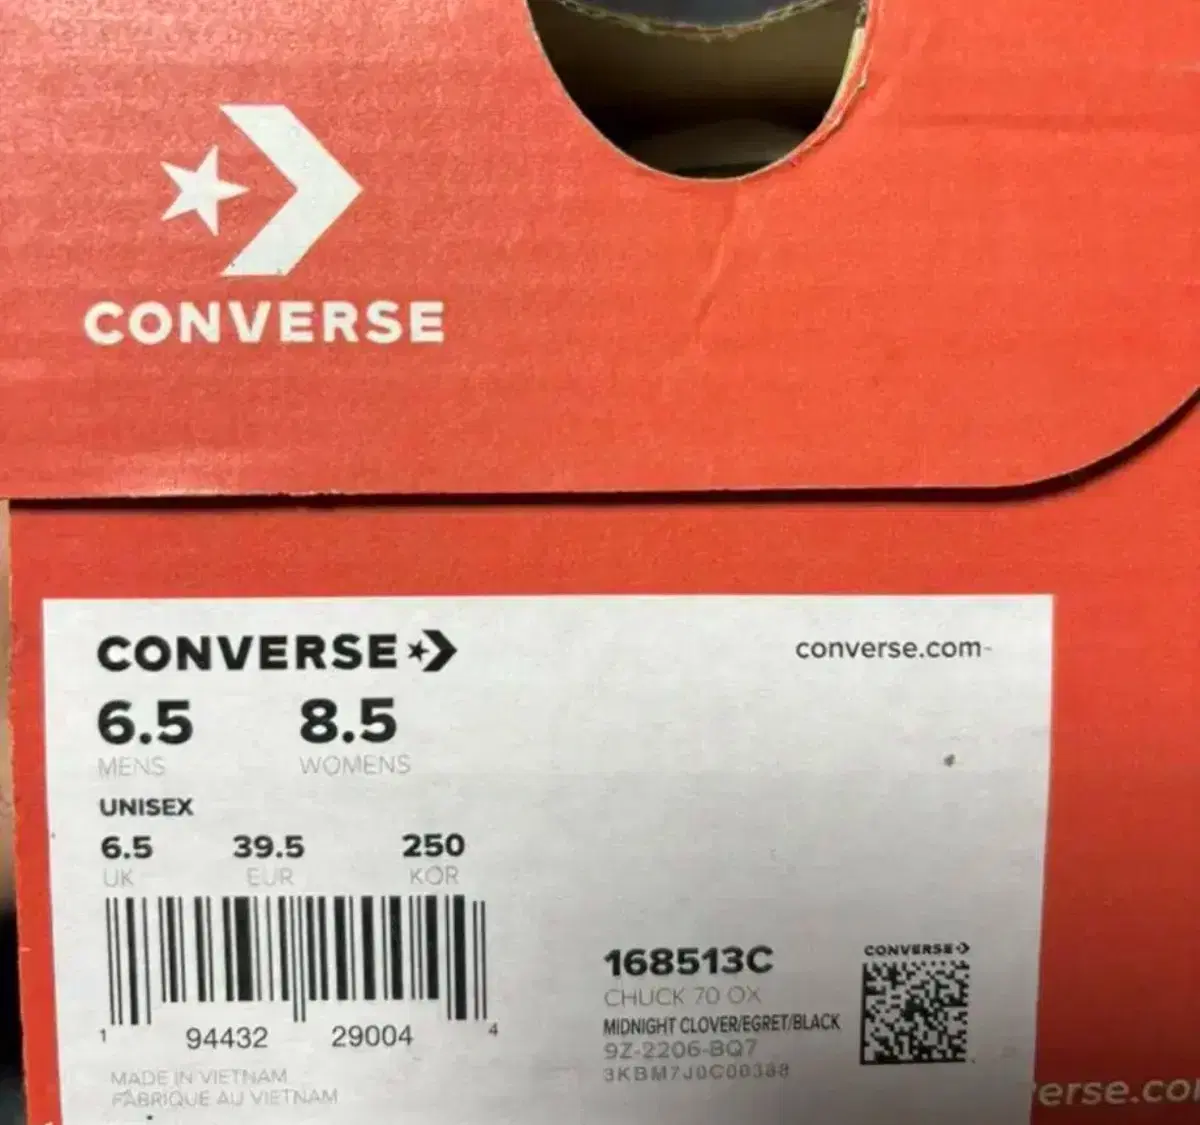 CONVERSE
CONVERSE
converse.com
6.5 8.5
MENS WOMENS
UNISEX
6.5 39.5 250
UK EUR KOR
1 94432 29004 4
MADE IN VIETNAM
FABRIQUE AU VIETNAM
168513C
CHUCK 70 OX
MIDNIGHT CLOVER/EGRET/BLACK
9Z-2206-BQ7
3KBM7J0C00388
CONVERSE
verse.co